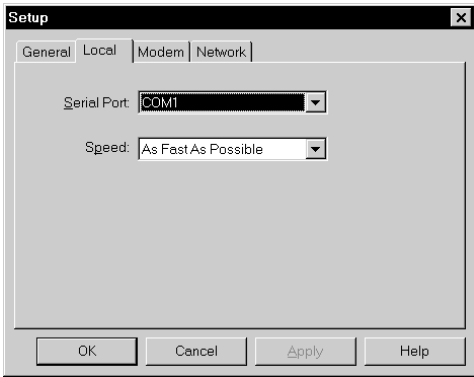 Setup
General Local Modem Network
Serial Port: COM1
Speed: As Fast As Possible
OK Cancel Apply Help